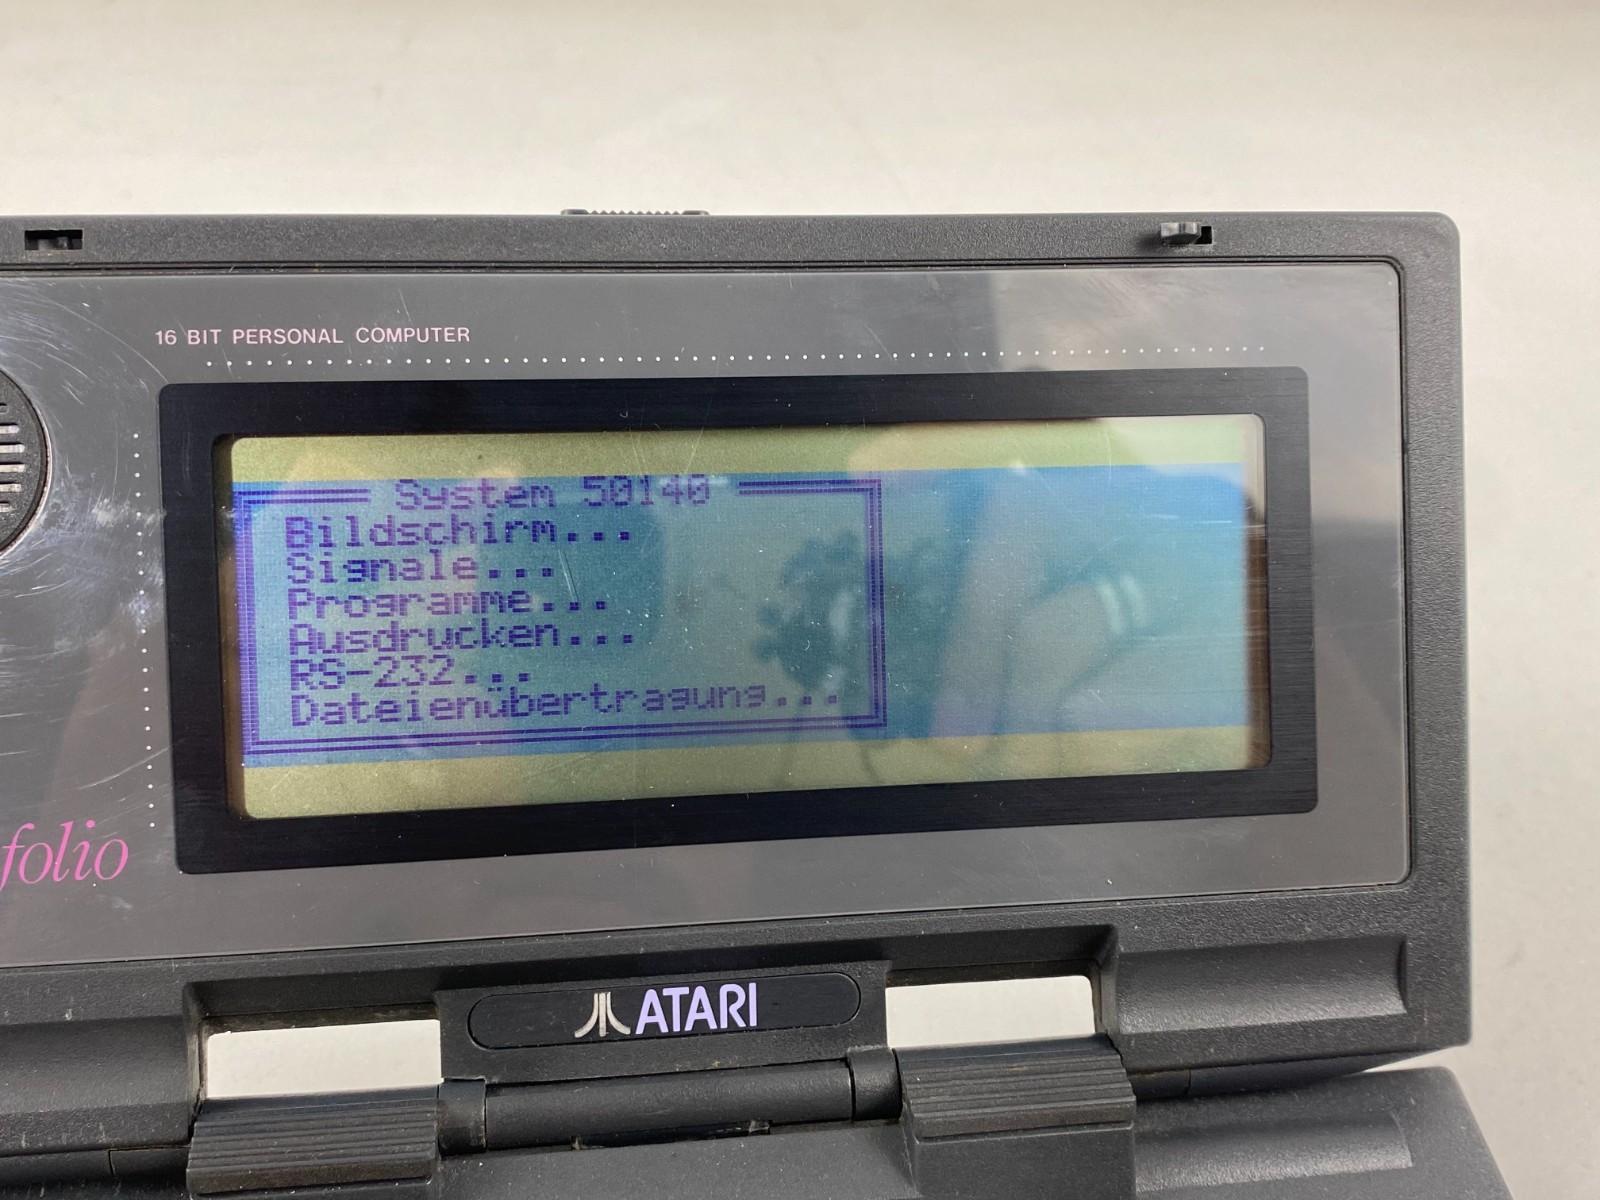 16 BIT PERSONAL COMPUTER
System 50140
Bildschirm...
Signale...
Programme...
Ausdrucken...
RS-232...
Dateienübertragung...
folio
ATARI